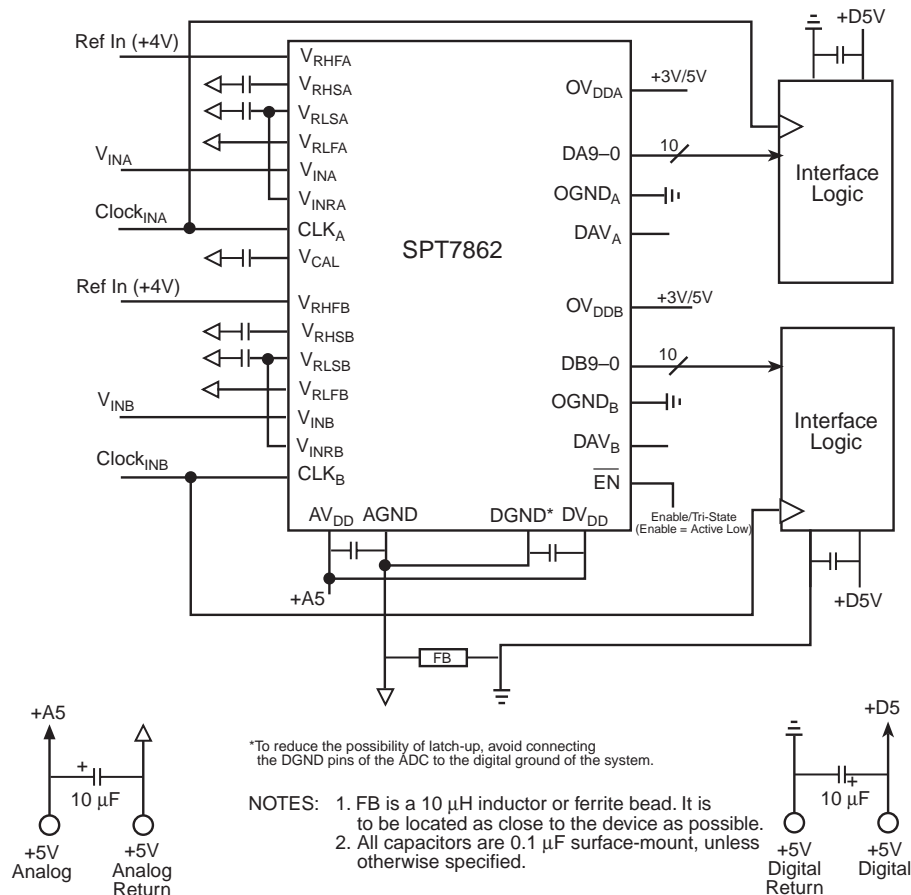 Ref In (+4V)
V_RHFA
V_RHSA
V_RLSA
V_RLFA
V_INA
V_INA
V_INRA
Clock_INA
CLK_A
V_CAL
Ref In (+4V)
V_RHFB
V_RHSB
V_RLSB
V_RLFB
V_INB
V_INB
V_INRB
Clock_INB
CLK_B
SPT7862
OV_DDA
+3V/5V
DA9–0
10
OGND_A
DAV_A
OV_DDB
+3V/5V
DB9–0
10
OGND_B
DAV_B
EN
Enable/Tri-State
(Enable = Active Low)
AV_DD AGND DGND* DV_DD
+A5
FB
+D5V
Interface
Logic
Interface
Logic
+D5V
+A5
+
10 µF
+5V
Analog
+5V
Analog
Return
*To reduce the possibility of latch-up, avoid connecting
the DGND pins of the ADC to the digital ground of the system.
NOTES: 1. FB is a 10 µH inductor or ferrite bead. It is
to be located as close to the device as possible.
2. All capacitors are 0.1 µF surface-mount, unless
otherwise specified.
+D5
+
10 µF
+5V
Digital
Return
+5V
Digital